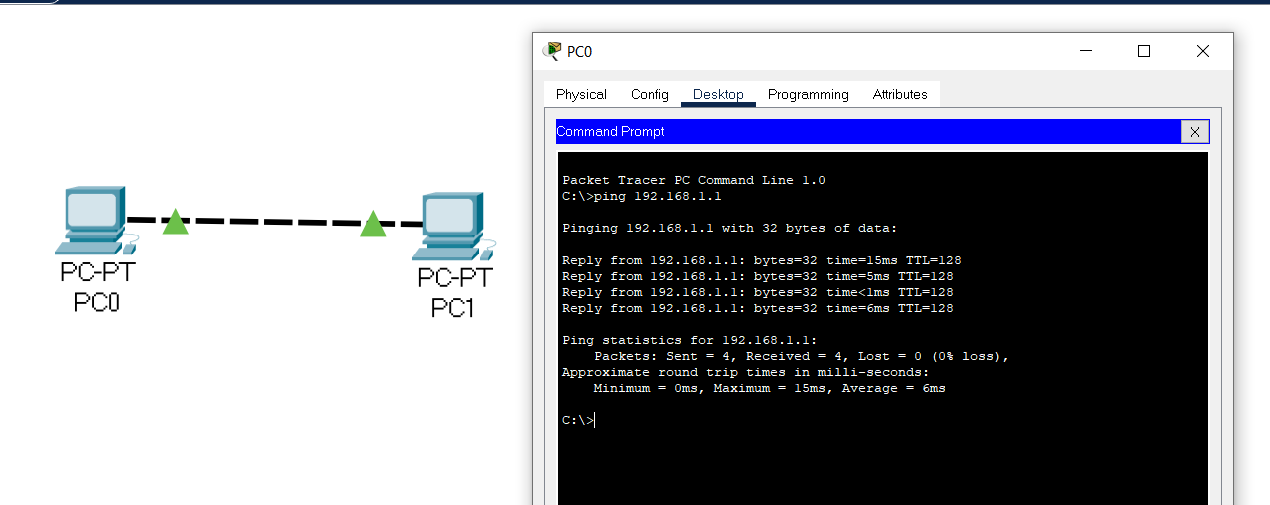 PC-PT
PC0
PC-PT
PC1
PC0
Physical Config Desktop Programming Attributes
Command Prompt
X
Packet Tracer PC Command Line 1.0
C:\>ping 192.168.1.1
Pinging 192.168.1.1 with 32 bytes of data:
Reply from 192.168.1.1: bytes=32 time=15ms TTL=128
Reply from 192.168.1.1: bytes=32 time=5ms TTL=128
Reply from 192.168.1.1: bytes=32 time<1ms TTL=128
Reply from 192.168.1.1: bytes=32 time=6ms TTL=128
Ping statistics for 192.168.1.1:
Packets: Sent = 4, Received = 4, Lost = 0 (0% loss),
Approximate round trip times in milli-seconds:
Minimum = 0ms, Maximum = 15ms, Average = 6ms
C:\>